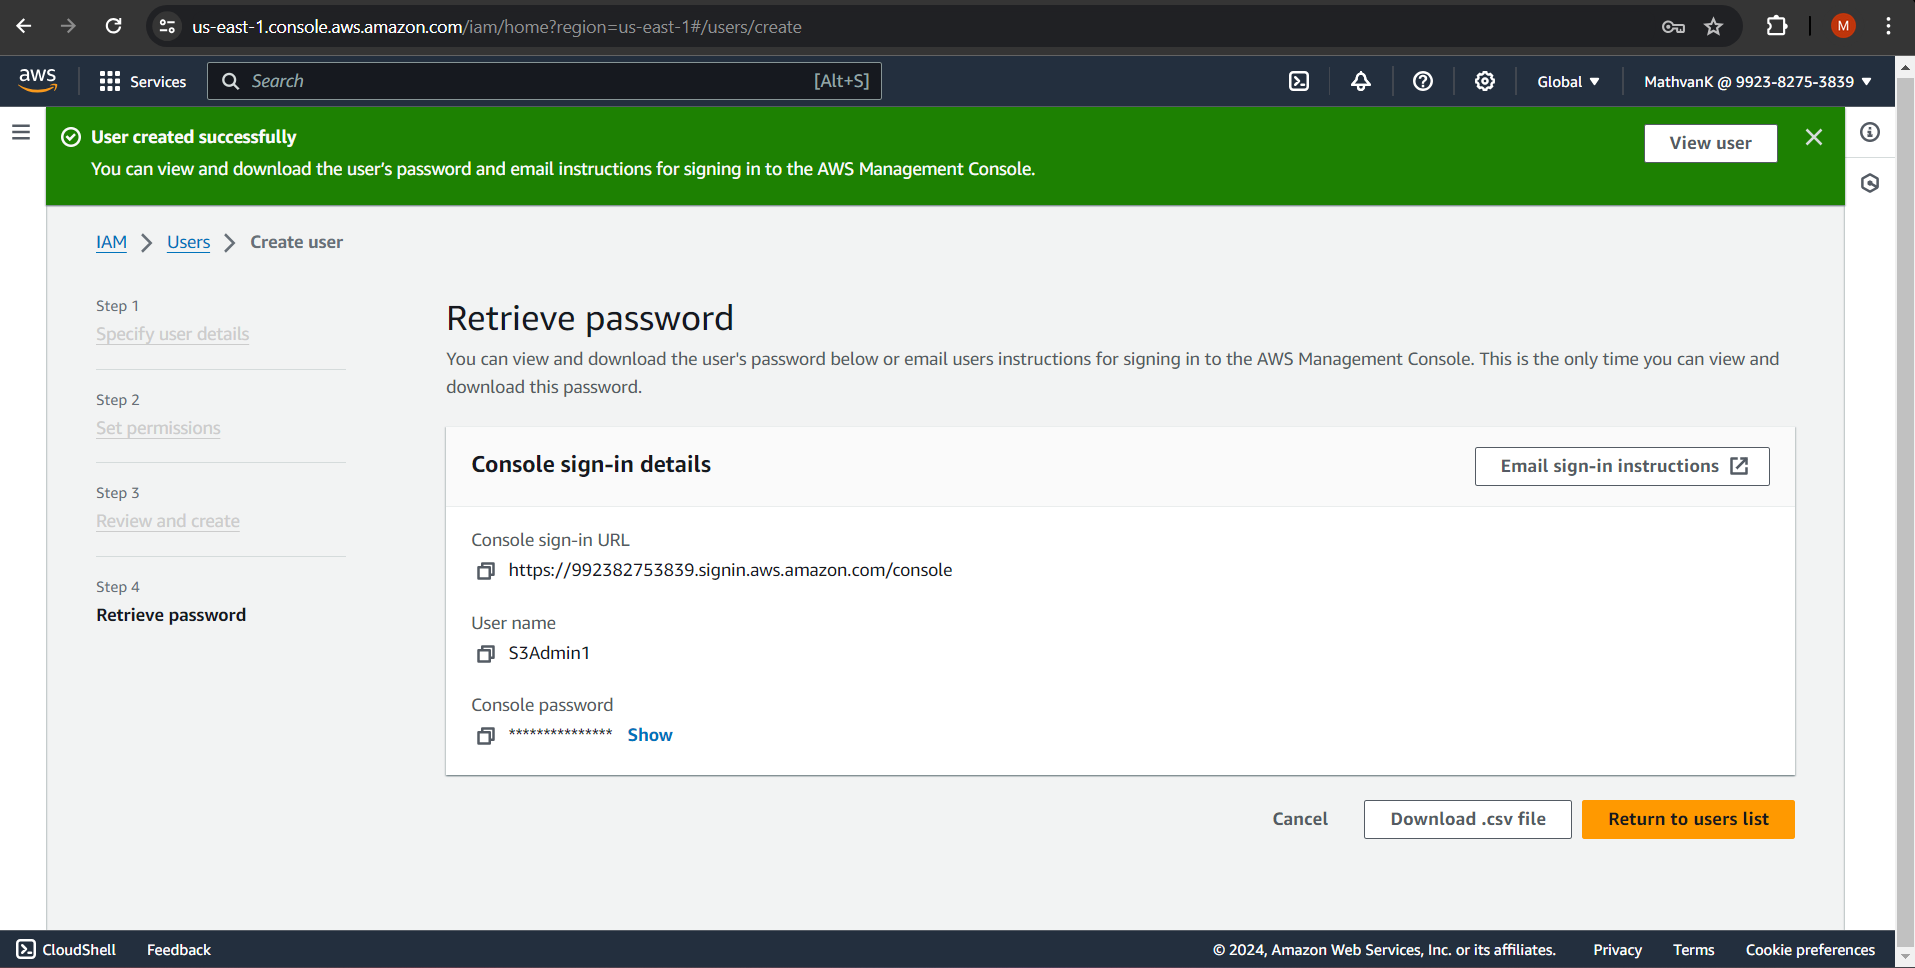 us-east-1.console.aws.amazon.com/iam/home?region=us-east-1#/users/create
M
aws
Services
Search
[Alt+S]
Global
MathvanK @ 9923-8275-3839
User created successfully
You can view and download the user's password and email instructions for signing in to the AWS Management Console.
View user
IAM
Users
Create user
Step 1
Specify user details
Step 2
Set permissions
Step 3
Review and create
Step 4
Retrieve password
Retrieve password
You can view and download the user's password below or email users instructions for signing in to the AWS Management Console. This is the only time you can view and
download this password.
Console sign-in details
Email sign-in instructions
Console sign-in URL
https://992382753839.signin.aws.amazon.com/console
User name
S3Admin1
Console password
*************** Show
Cancel
Download .csv file
Return to users list
CloudShell
Feedback
© 2024, Amazon Web Services, Inc. or its affiliates.
Privacy
Terms
Cookie preferences